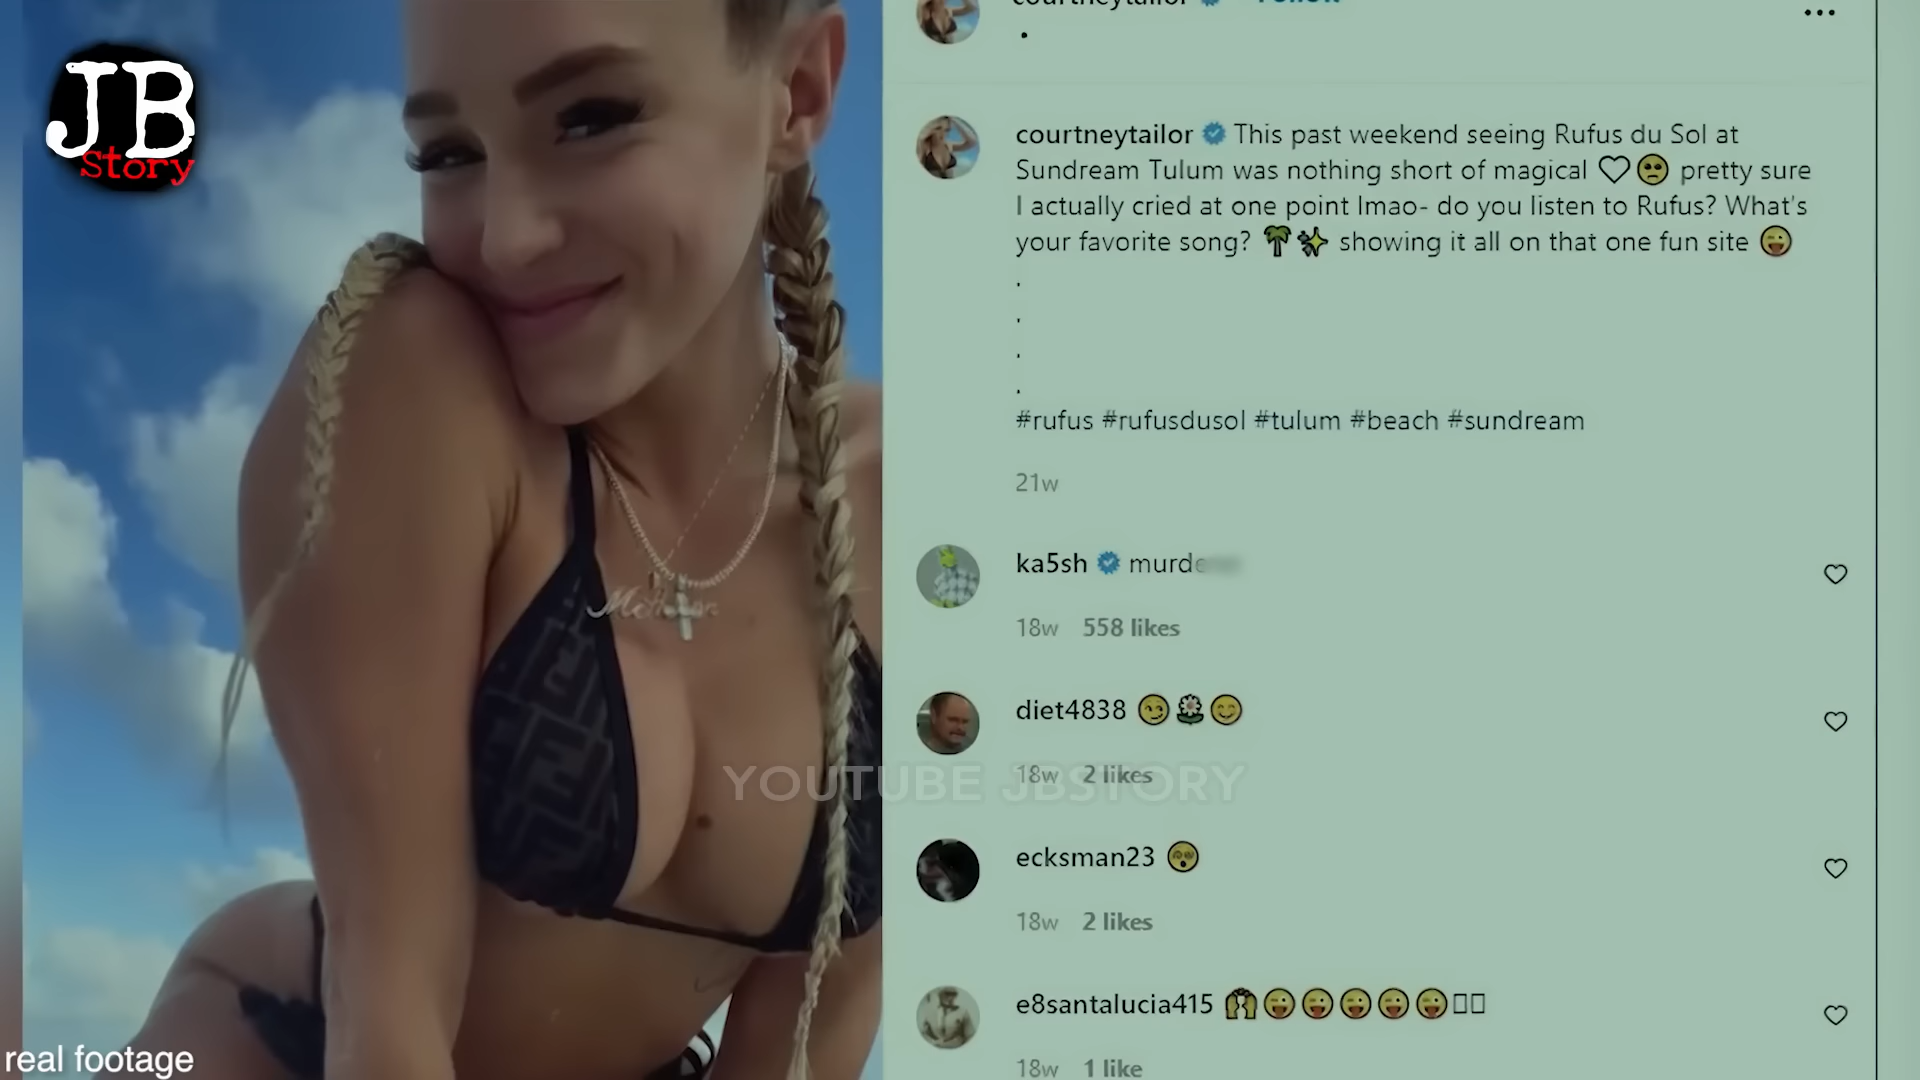 JB
Story
courtneytailor Follow
•
courtneytailor This past weekend seeing Rufus du Sol at
Sundream Tulum was nothing short of magical 🤍🥺 pretty sure
I actually cried at one point lmao- do you listen to Rufus? What's
your favorite song? 🌴✨ showing it all on that one fun site 😜
.
.
.
.
#rufus #rufusdusol #tulum #beach #sundream
21w
ka5sh murde
18w 558 likes
diet4838 😏🌼😊
18w 2 likes
YOUTUBE JBSTORY
ecksman23 😵
18w 2 likes
e8santalucia415 🙌😜😜😜😜😜
18w 1 like
real footage